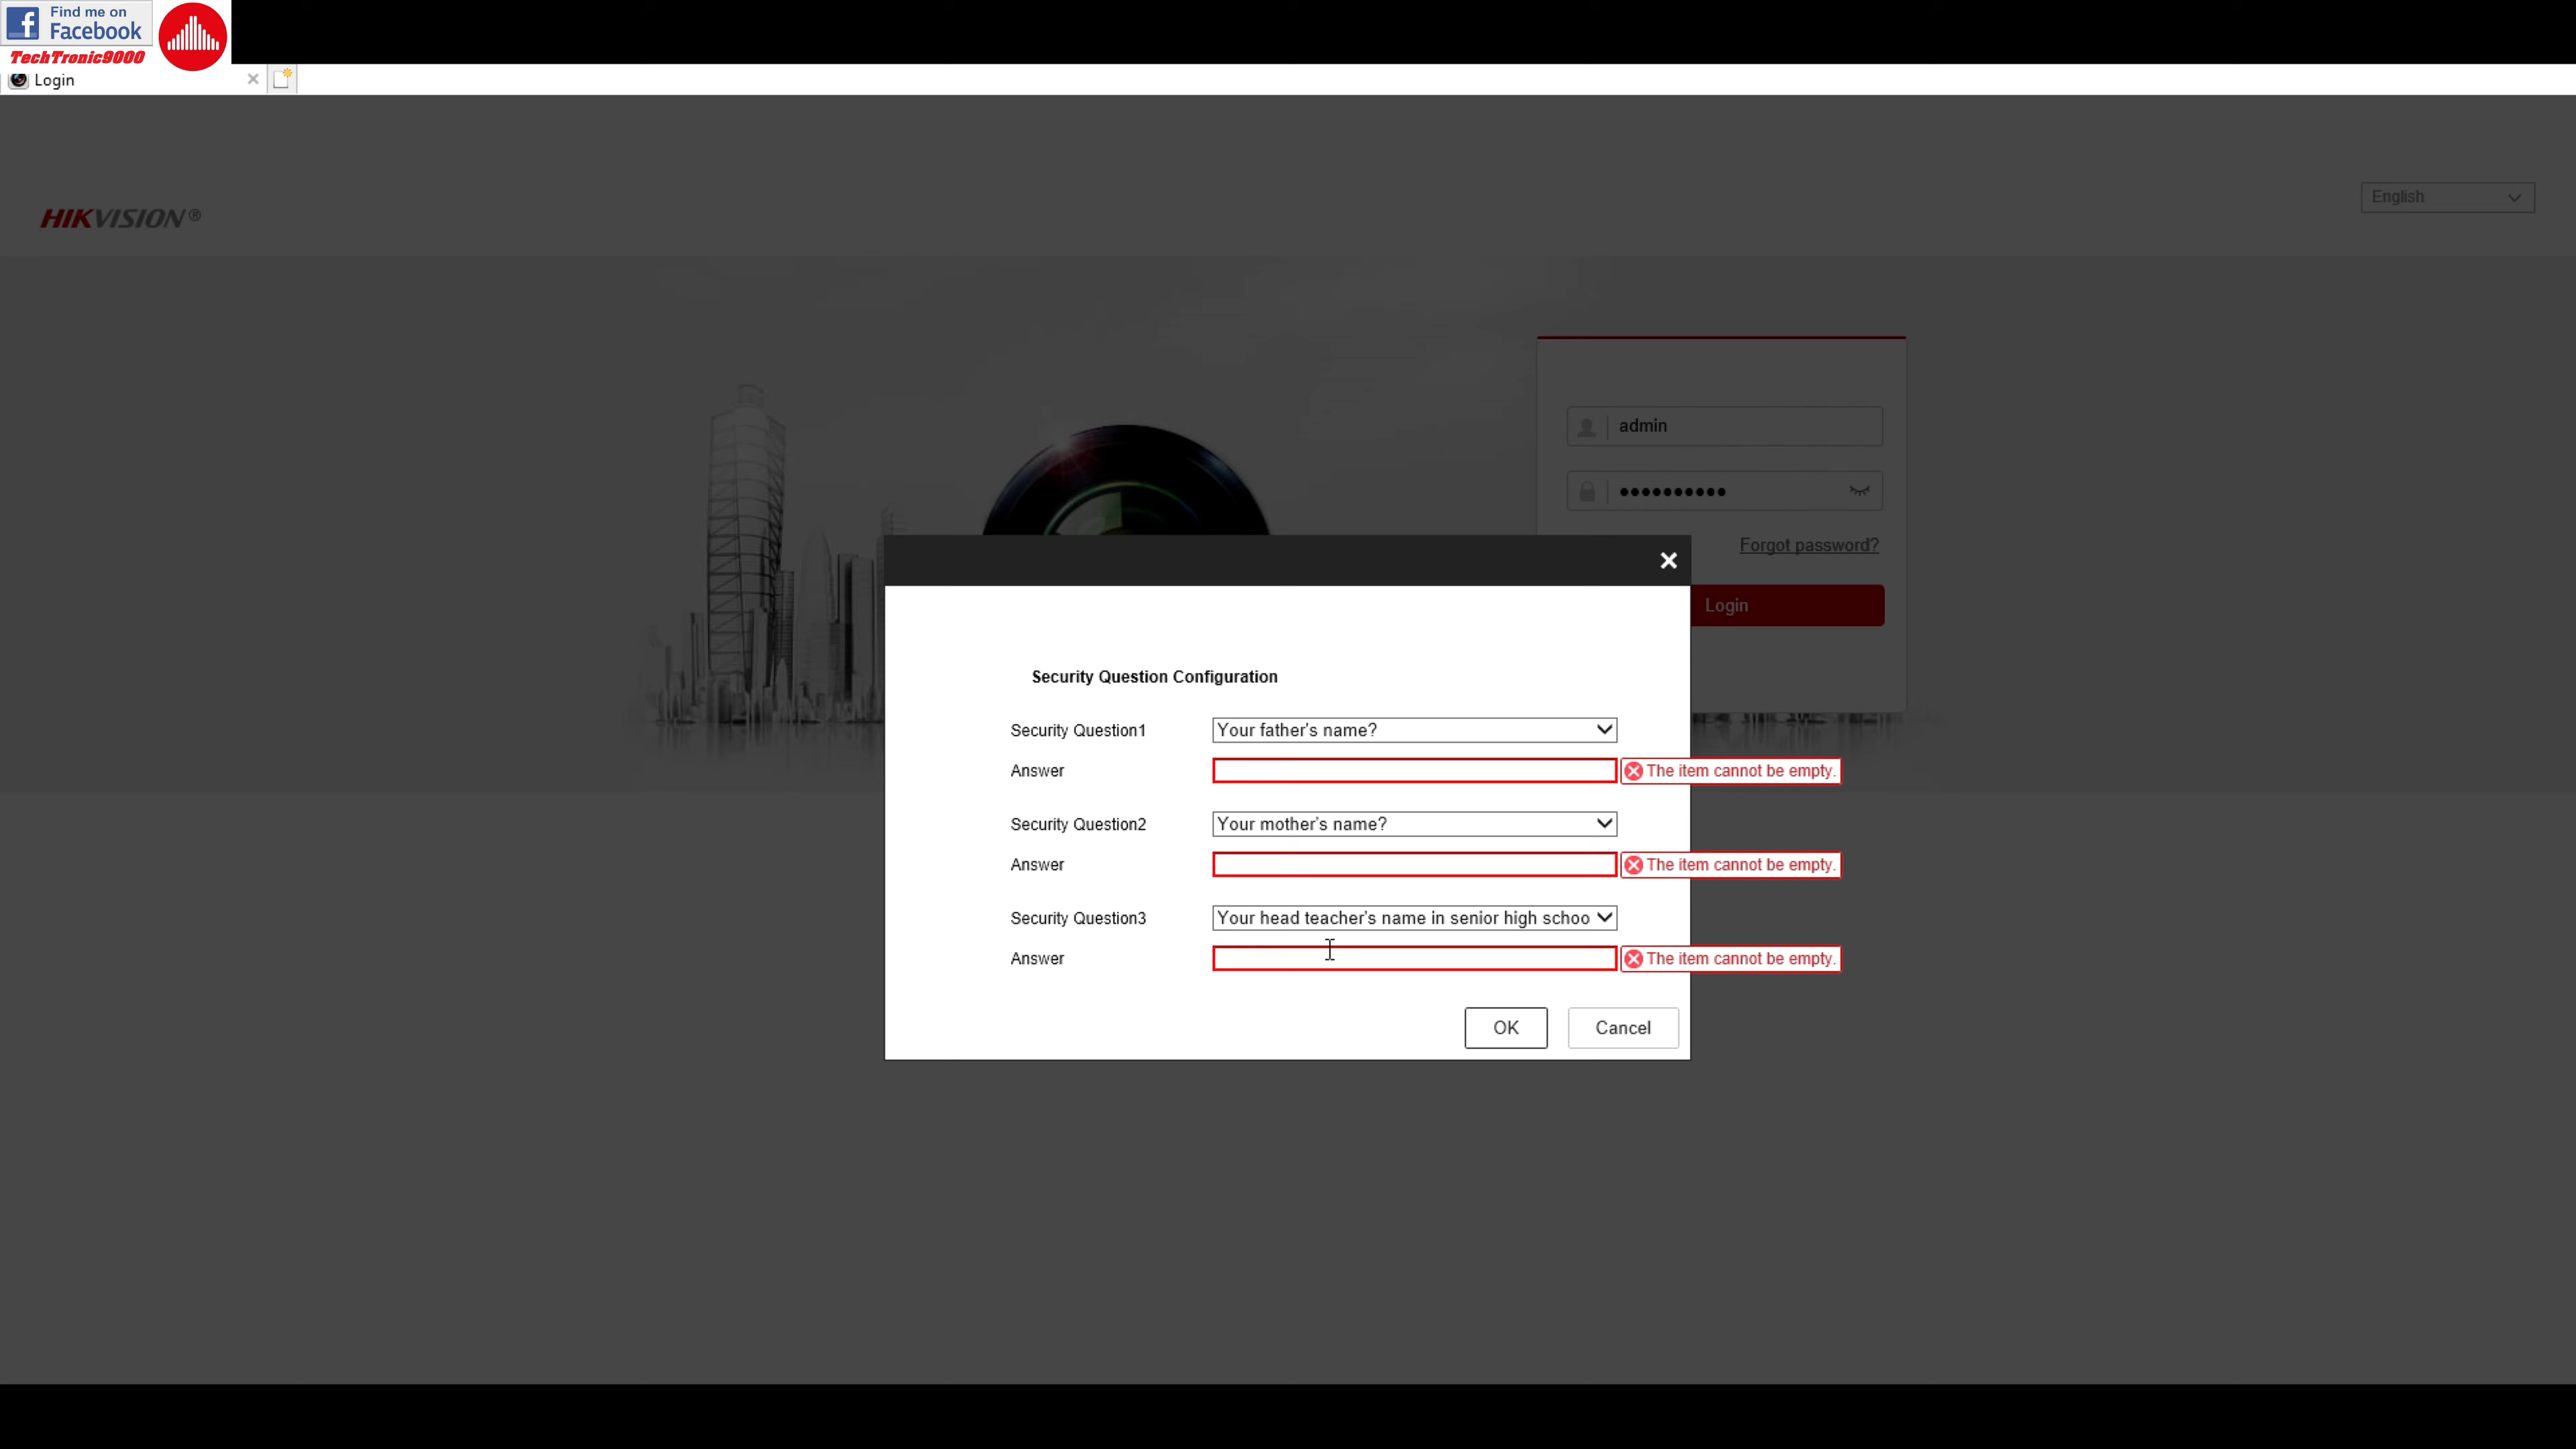 Find me on
Facebook
TechTronic9000
Login
HIKVISION®
English
admin
Forgot password?
Login
Security Question Configuration
Security Question1 Your father's name?
Answer The item cannot be empty.
Security Question2 Your mother's name?
Answer The item cannot be empty.
Security Question3 Your head teacher's name in senior high schoo
Answer The item cannot be empty.
OK Cancel